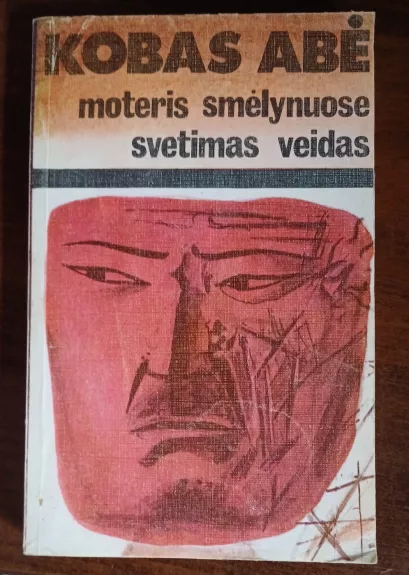 KOBAS ABĖ
moteris smėlynuose
svetimas veidas